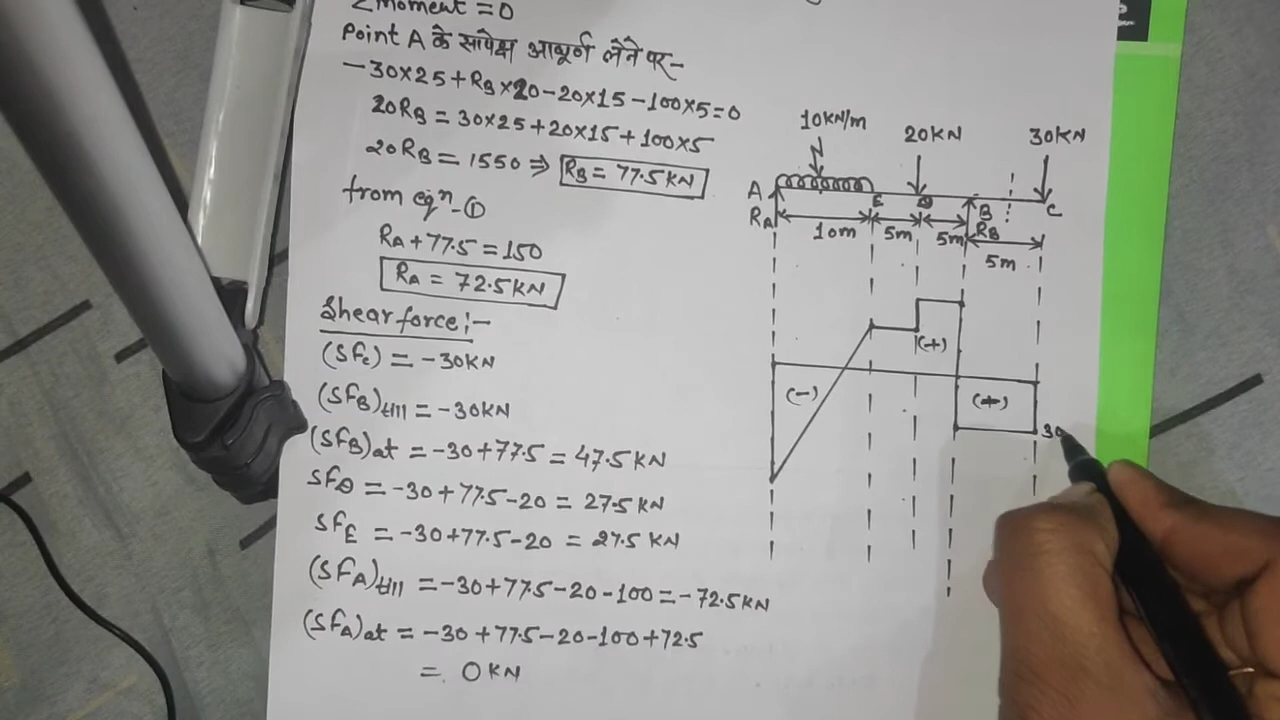 ΣMoment = 0
Point A के सापेक्ष आघूर्ण लेने पर-
-30×25+RB×20-20×15-100×5=0
20RB = 30×25+20×15+100×5
20RB = 1550 ⇒ RB = 77.5KN
from eqn-①
RA+77.5 = 150
RA = 72.5KN
Shear force:-
(SFC) = -30KN
(SFB)till = -30KN
(SFB)at = -30+77.5 = 47.5KN
SFD = -30+77.5-20 = 27.5KN
SFE = -30+77.5-20 = 27.5KN
(SFA)till = -30+77.5-20-100 = -72.5KN
(SFA)at = -30+77.5-20-100+72.5
= 0KN
10KN/m 20KN 30KN
A E D B C
RA 10m 5m 5m RB
5m
(+)
(-) (+)
30